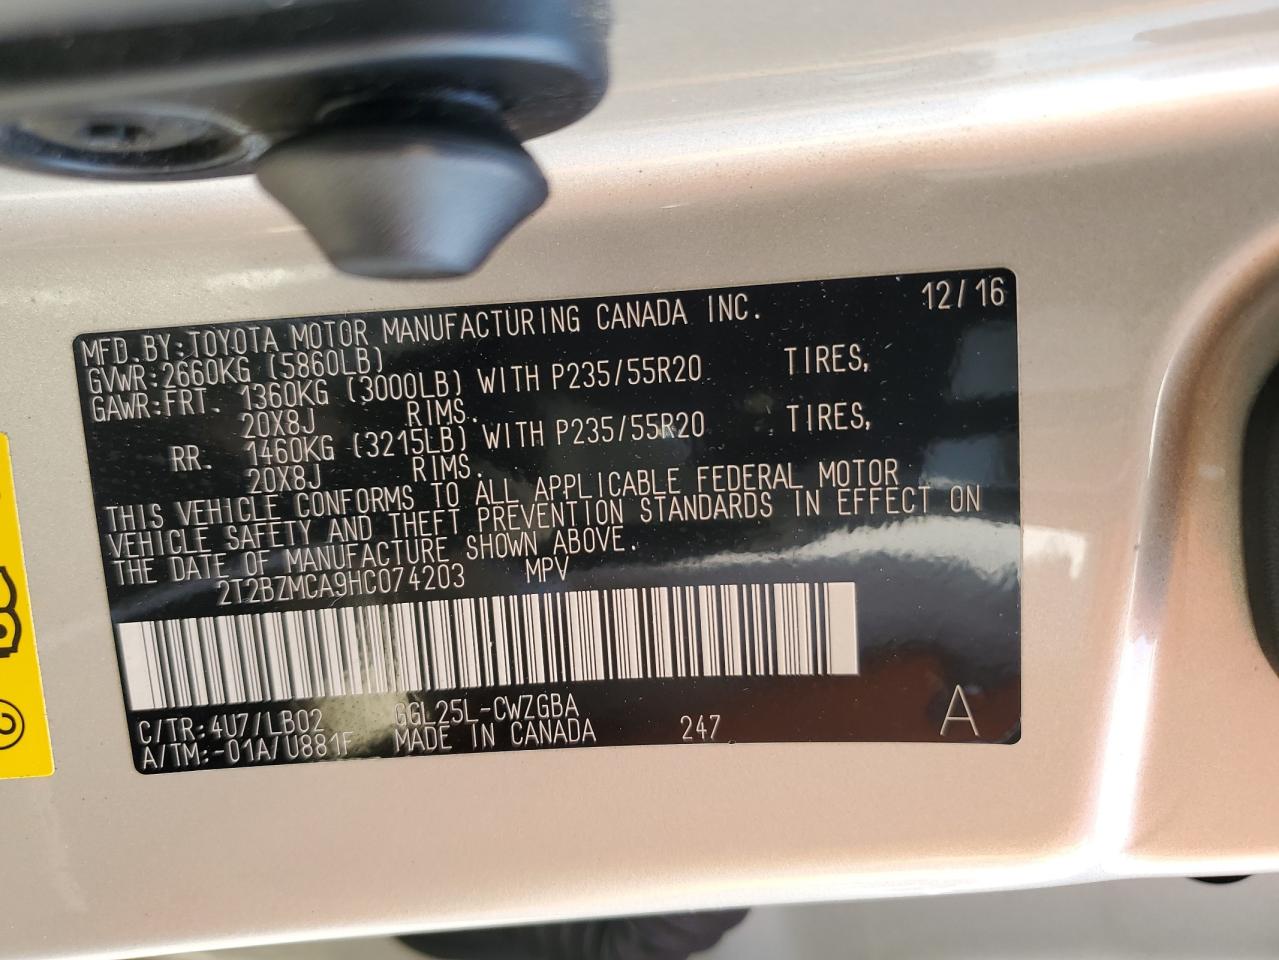 MFD. BY: TOYOTA MOTOR MANUFACTURING CANADA INC. 12/16
GVWR: 2660KG (5860LB)
GAWR: FRT. 1360KG (3000LB) WITH P235/55R20 TIRES,
20X8J RIMS.
RR. 1460KG (3215LB) WITH P235/55R20 TIRES,
20X8J RIMS.
THIS VEHICLE CONFORMS TO ALL APPLICABLE FEDERAL MOTOR
VEHICLE SAFETY AND THEFT PREVENTION STANDARDS IN EFFECT ON
THE DATE OF MANUFACTURE SHOWN ABOVE.
2T2BZMCA9HC074203 MPV
C/TR: 4U7/LB02 GGL25L-CWZGBA
A/TM: -01A/U881F MADE IN CANADA 247 A